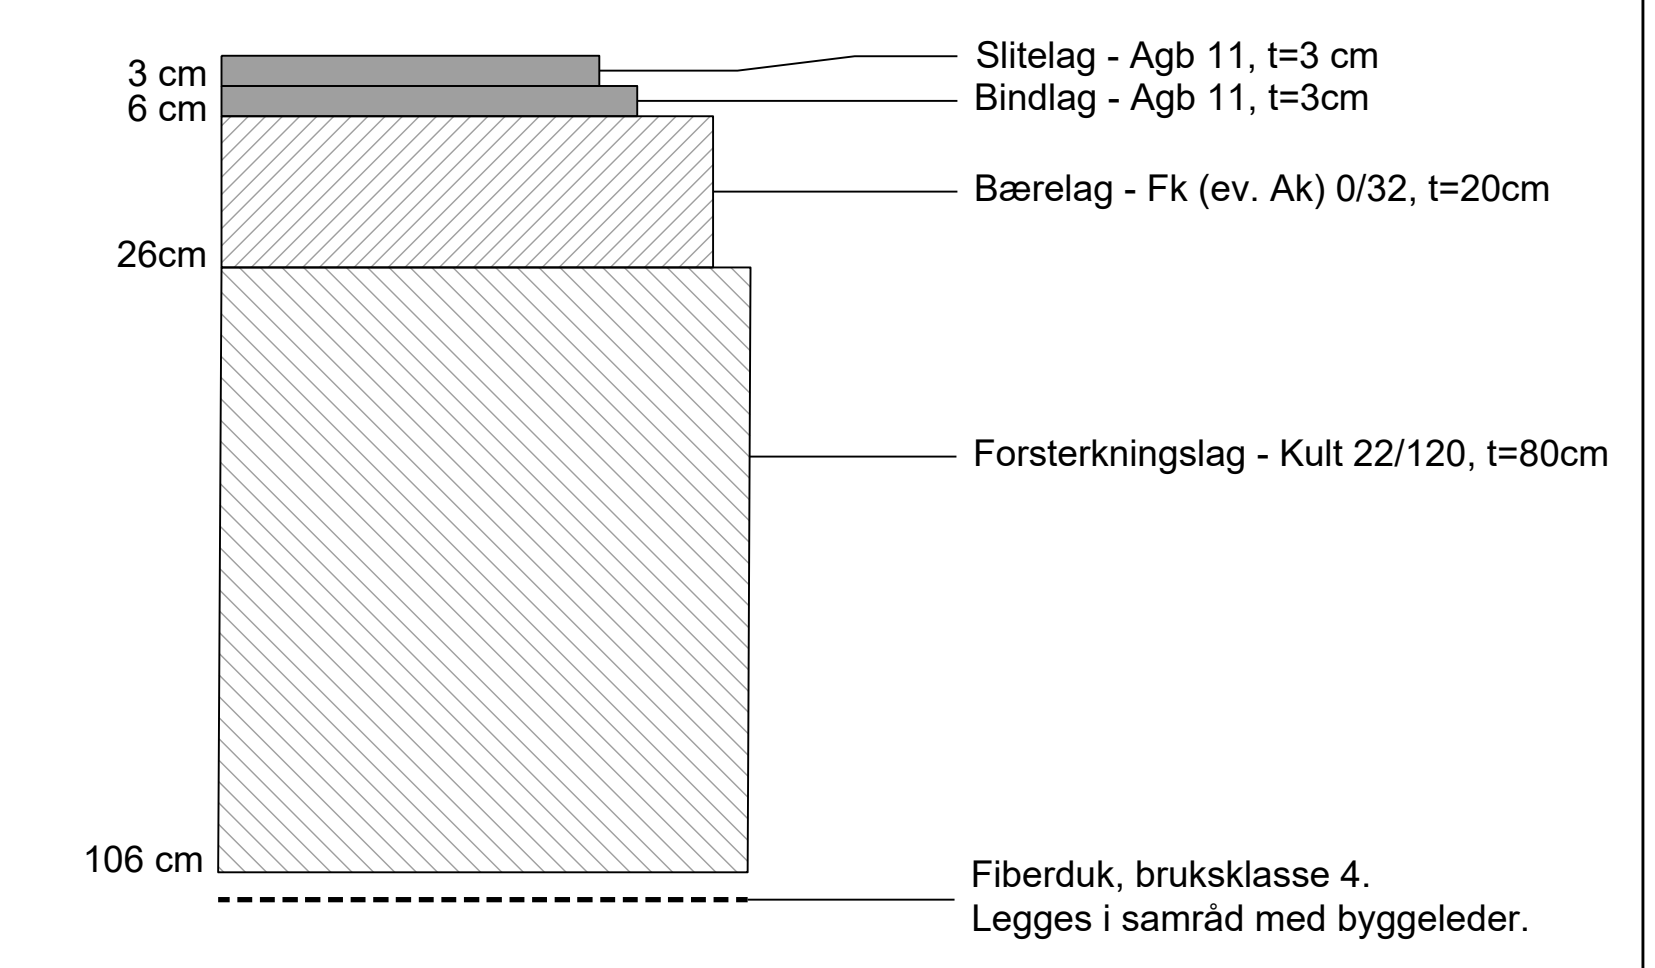 3 cm
Slitelag - Agb 11, t=3 cm
6 cm
Bindlag - Agb 11, t=3cm
Bærelag - Fk (ev. Ak) 0/32, t=20cm
26cm
Forsterkningslag - Kult 22/120, t=80cm
106 cm
Fiberduk, bruksklasse 4.
Legges i samråd med byggeleder.